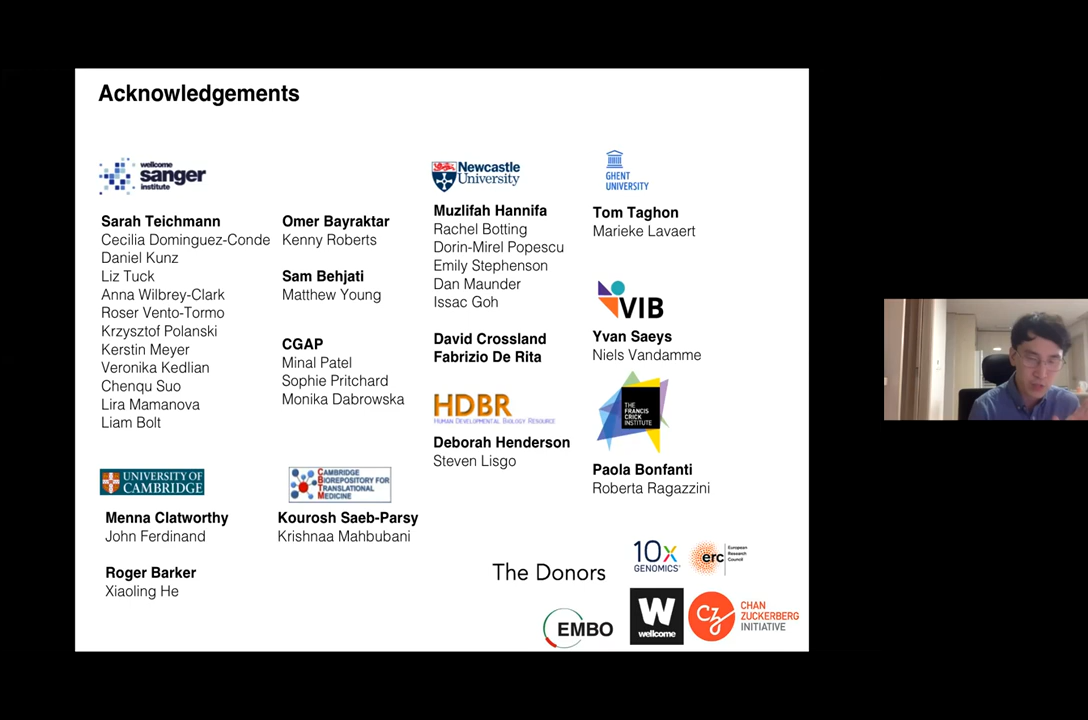 Acknowledgements
wellcome
sanger
institute
Sarah Teichmann
Cecilia Dominguez-Conde
Daniel Kunz
Liz Tuck
Anna Wilbrey-Clark
Roser Vento-Tormo
Krzysztof Polanski
Kerstin Meyer
Veronika Kedlian
Chenqu Suo
Lira Mamanova
Liam Bolt
Omer Bayraktar
Kenny Roberts
Sam Behjati
Matthew Young
CGAP
Minal Patel
Sophie Pritchard
Monika Dabrowska
UNIVERSITY OF
CAMBRIDGE
Menna Clatworthy
John Ferdinand
Roger Barker
Xiaoling He
CAMBRIDGE
BIOREPOSITORY FOR
TRANSLATIONAL
MEDICINE
CBTM
Kourosh Saeb-Parsy
Krishnaa Mahbubani
Newcastle
University
Muzlifah Hannifa
Rachel Botting
Dorin-Mirel Popescu
Emily Stephenson
Dan Maunder
Issac Goh
David Crossland
Fabrizio De Rita
HDBR
HUMAN DEVELOPMENTAL BIOLOGY RESOURCE
Deborah Henderson
Steven Lisgo
GHENT
UNIVERSITY
Tom Taghon
Marieke Lavaert
VIB
Yvan Saeys
Niels Vandamme
THE
FRANCIS
CRICK
INSTITUTE
Paola Bonfanti
Roberta Ragazzini
The Donors
10x
GENOMICS
erc
European
Research
Council
EMBO
W
wellcome
CZ
CHAN
ZUCKERBERG
INITIATIVE